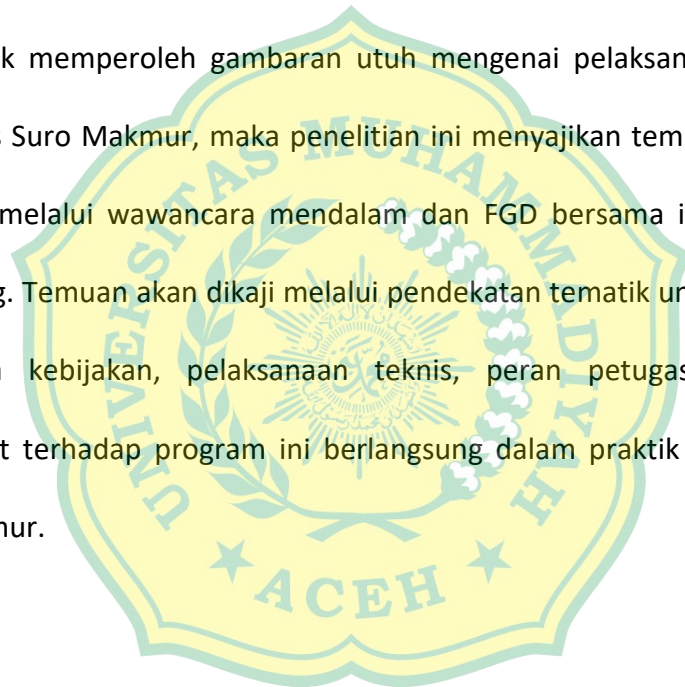 k memperoleh gambaran utuh mengenai pelaksan
s Suro Makmur, maka penelitian ini menyajikan tem
melalui wawancara mendalam dan FGD bersama i
g. Temuan akan dikaji melalui pendekatan tematik un
n kebijakan, pelaksanaan teknis, peran petugas
t terhadap program ini berlangsung dalam praktik
nur.
UNIVERSITAS MUHAMMADIYAH
ACEH